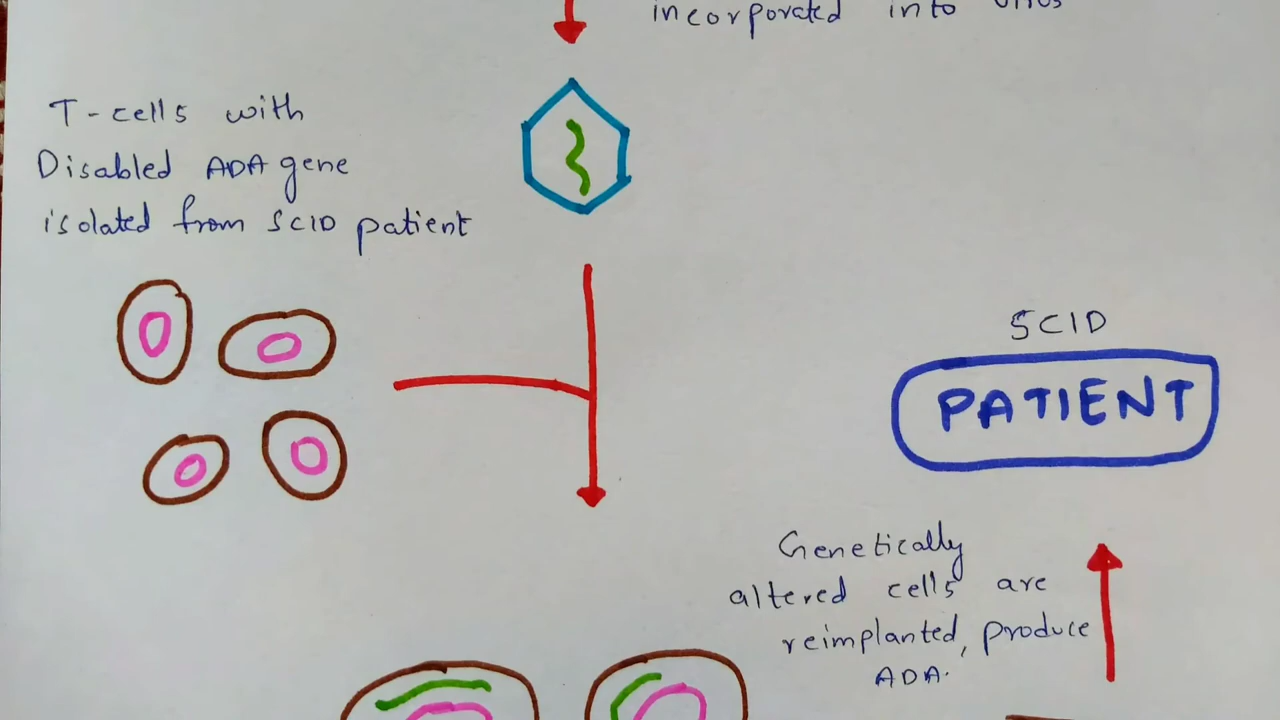 incorporated into virus
T-cells with
Disabled ADA gene
isolated from SCID patient
SCID
PATIENT
Genetically
altered cells are
reimplanted, produce
ADA.